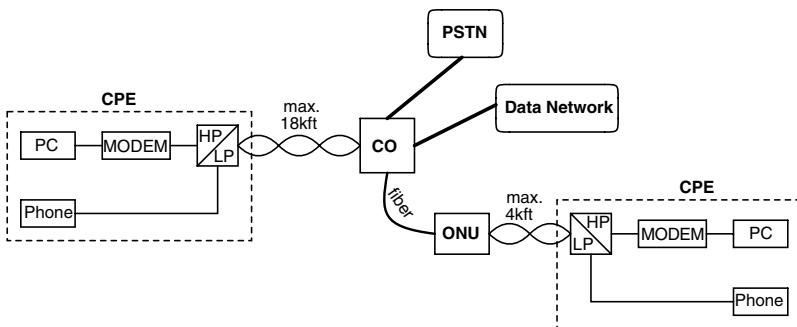 PSTN
CPE
max.
18kft
Data Network
PC
MODEM
HP
LP
CO
Phone
fiber
max.
4kft
CPE
ONU
HP
LP
MODEM
PC
Phone